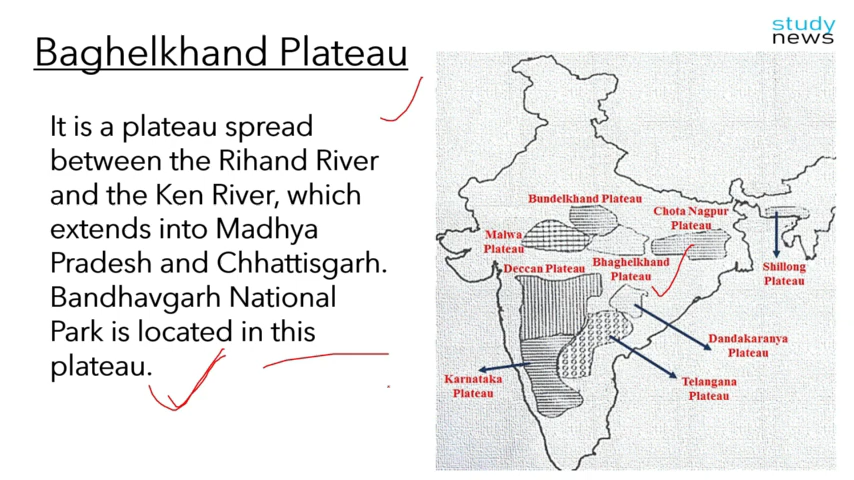 study
news
Baghelkhand Plateau
It is a plateau spread
between the Rihand River
and the Ken River, which
extends into Madhya
Pradesh and Chhattisgarh.
Bandhavgarh National
Park is located in this
plateau.
Bundelkhand Plateau
Chota Nagpur
Plateau
Malwa
Plateau
Bhaghelkhand
Plateau
Deccan Plateau
Shillong
Plateau
Dandakaranya
Plateau
Karnataka
Plateau
Telangana
Plateau